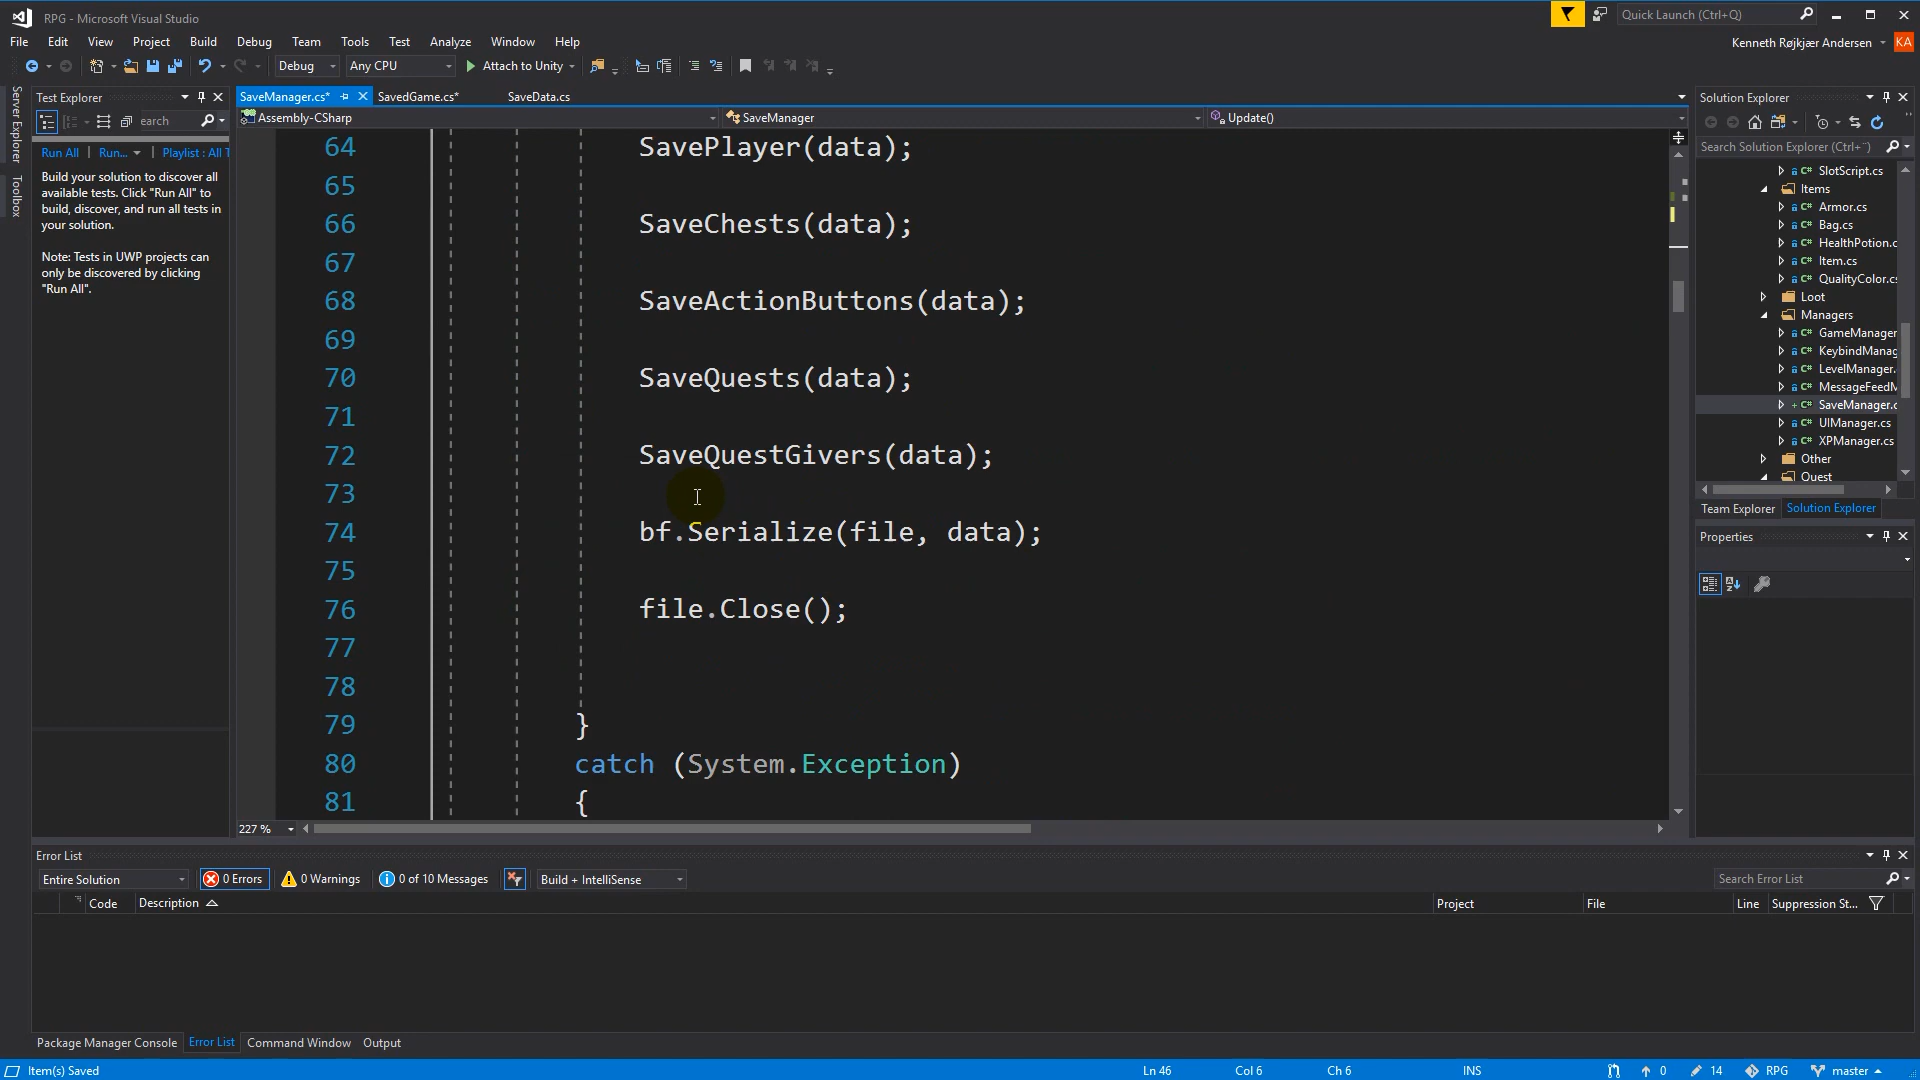 RPG - Microsoft Visual Studio
Quick Launch (Ctrl+Q)
File Edit View Project Build Debug Team Tools Test Analyze Window Help
Kenneth Røjkjær Andersen KA
Debug Any CPU Attach to Unity
Server Explorer
Toolbox
Test Explorer
earch
Run All Run... Playlist : All T
Build your solution to discover all
available tests. Click "Run All" to
build, discover, and run all tests in
your solution.
Note: Tests in UWP projects can
only be discovered by clicking
"Run All".
SaveManager.cs* SavedGame.cs* SaveData.cs
Assembly-CSharp SaveManager Update()
64 SavePlayer(data);
65
66 SaveChests(data);
67
68 SaveActionButtons(data);
69
70 SaveQuests(data);
71
72 SaveQuestGivers(data);
73
74 bf.Serialize(file, data);
75
76 file.Close();
77
78
79 }
80 catch (System.Exception)
81 {
227 %
Solution Explorer
Search Solution Explorer (Ctrl+¨)
C# SlotScript.cs
Items
C# Armor.cs
C# Bag.cs
C# HealthPotion.c
C# Item.cs
C# QualityColor.cs
Loot
Managers
C# GameManager
C# KeybindManag
C# LevelManager.
C# MessageFeedM
C# SaveManager.c
C# UIManager.cs
C# XPManager.cs
Other
Quest
Team Explorer Solution Explorer
Properties
Error List
Entire Solution 0 Errors 0 Warnings 0 of 10 Messages Build + IntelliSense Search Error List
Code Description Project File Line Suppression St...
Package Manager Console Error List Command Window Output
Item(s) Saved Ln 46 Col 6 Ch 6 INS 0 14 RPG master